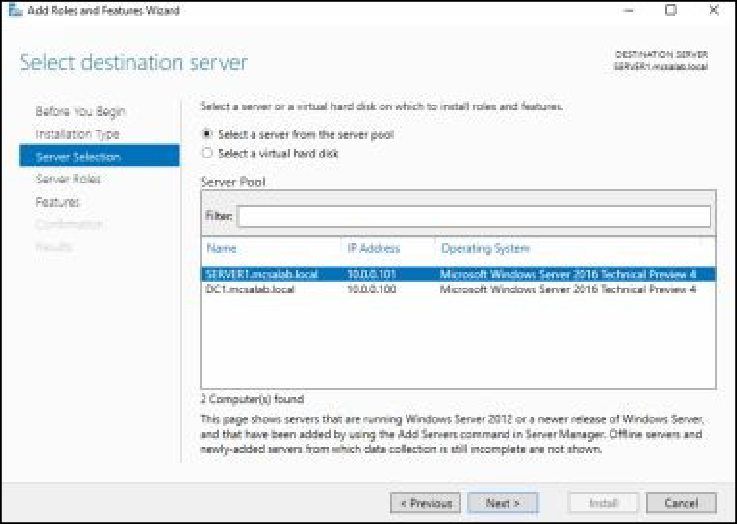 Add Roles and Features Wizard
Select destination server
DESTINATION SERVER
SERVER1.mcsalab.local
Before You Begin
Installation Type
Server Selection
Server Roles
Features
Confirmation
Results
Select a server or a virtual hard disk on which to install roles and features.
Select a server from the server pool
Select a virtual hard disk
Server Pool
Filter:
Name IP Address Operating System
SERVER1.mcsalab.local 10.0.0.101 Microsoft Windows Server 2016 Technical Preview 4
DC1.mcsalab.local 10.0.0.100 Microsoft Windows Server 2016 Technical Preview 4
2 Computer(s) found
This page shows servers that are running Windows Server 2012 or a newer release of Windows Server,
and that have been added by using the Add Servers command in Server Manager. Offline servers and
newly-added servers from which data collection is still incomplete are not shown.
< Previous Next > Install Cancel